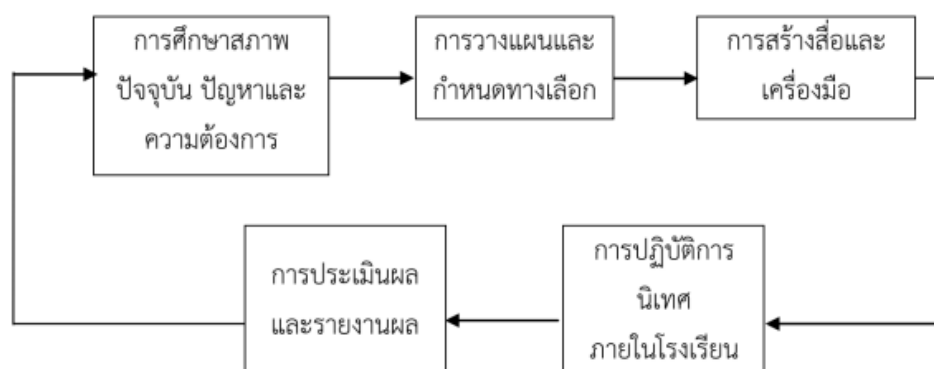 การศึกษาสภาพ
ปัจจุบัน ปัญหาและ
ความต้องการ
การวางแผนและ
กำหนดทางเลือก
การสร้างสื่อและ
เครื่องมือ
การปฏิบัติการ
นิเทศ
ภายในโรงเรียน
การประเมินผล
และรายงานผล